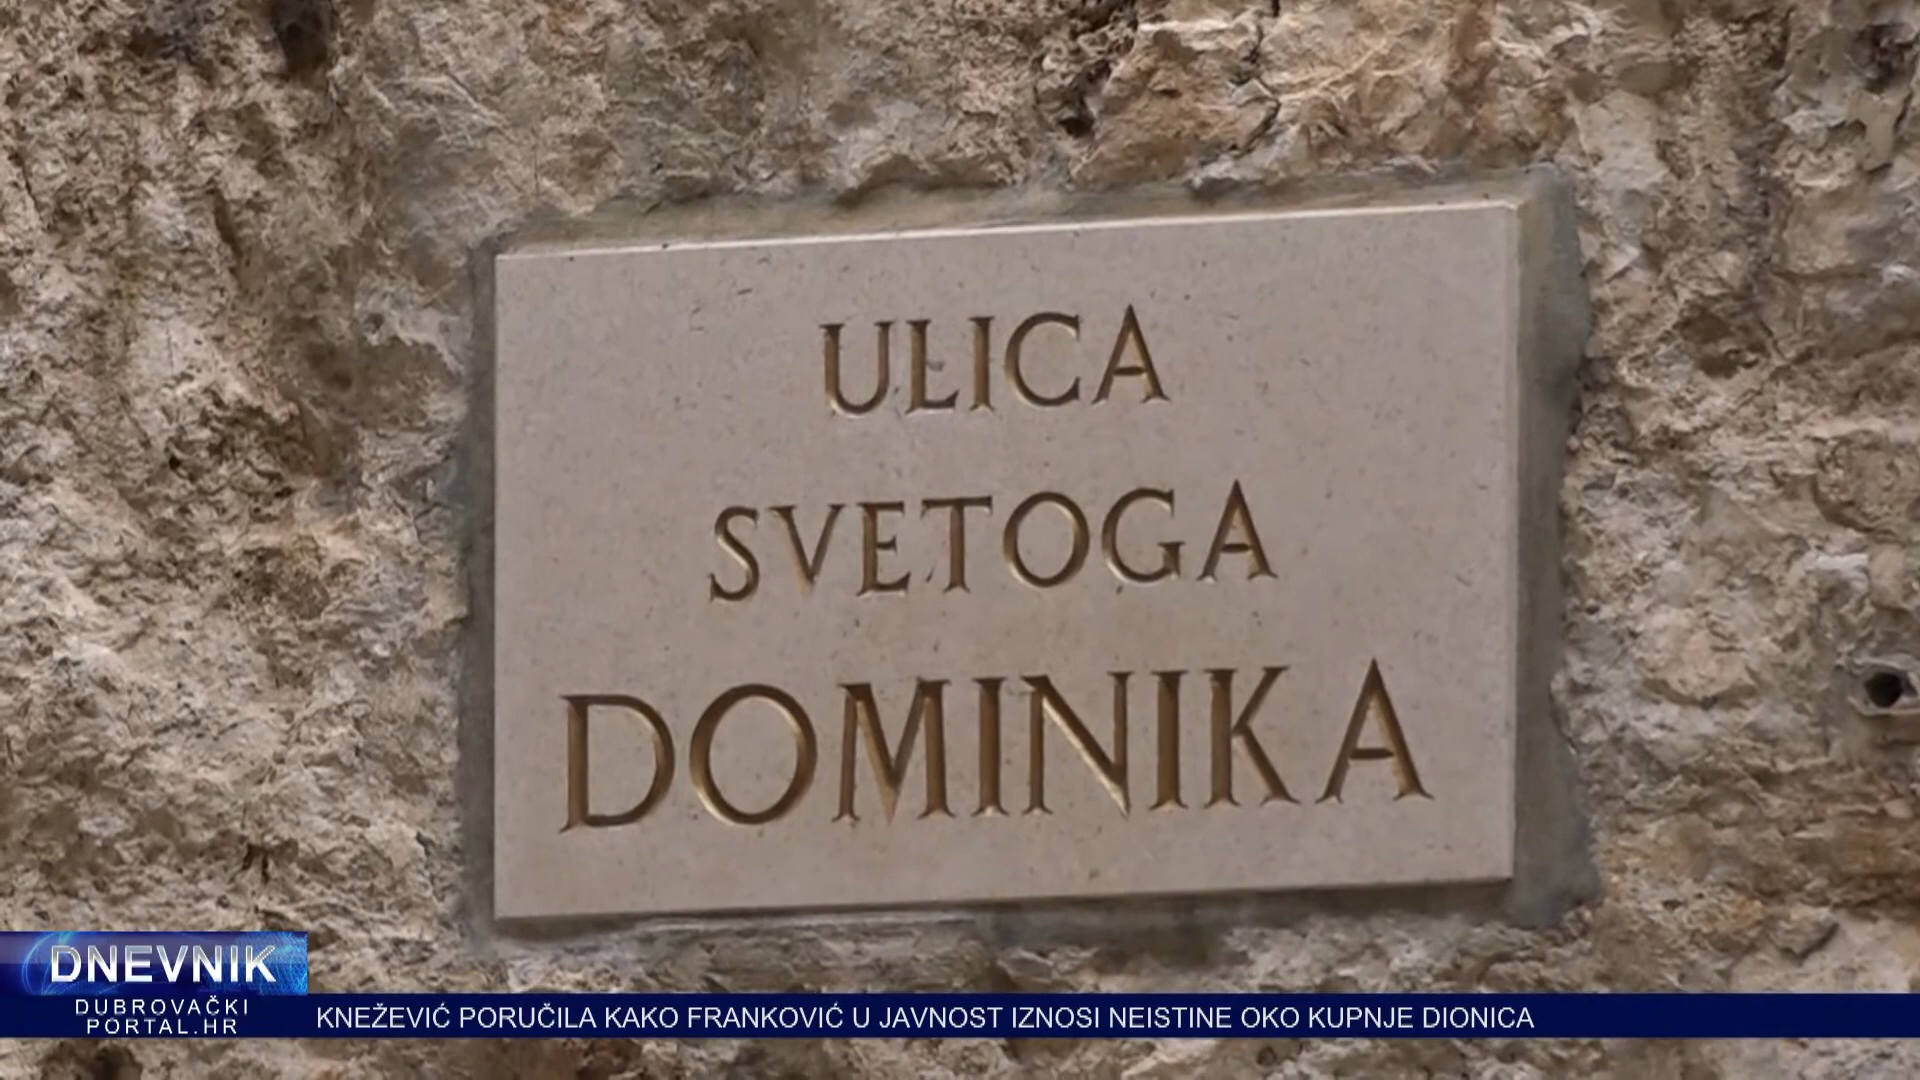 ULICA
SVETOGA
DOMINIKA
DNEVNIK
DUBROVAČKI
PORTAL.HR
KNEŽEVIĆ PORUČILA KAKO FRANKOVIĆ U JAVNOST IZNOSI NEISTINE OKO KUPNJE DIONICA